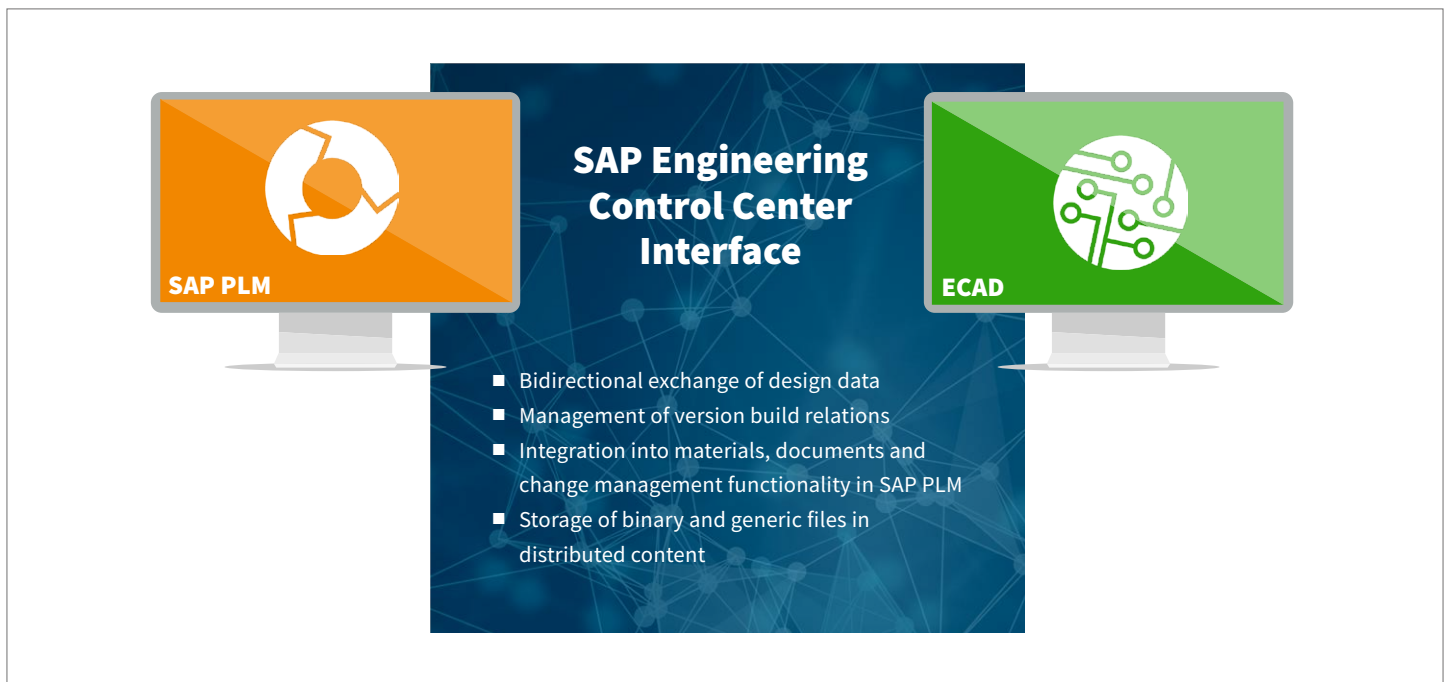 SAP Engineering
Control Center
Interface
SAP PLM
ECAD
■ Bidirectional exchange of design data
■ Management of version build relations
■ Integration into materials, documents and
change management functionality in SAP PLM
■ Storage of binary and generic files in
distributed content